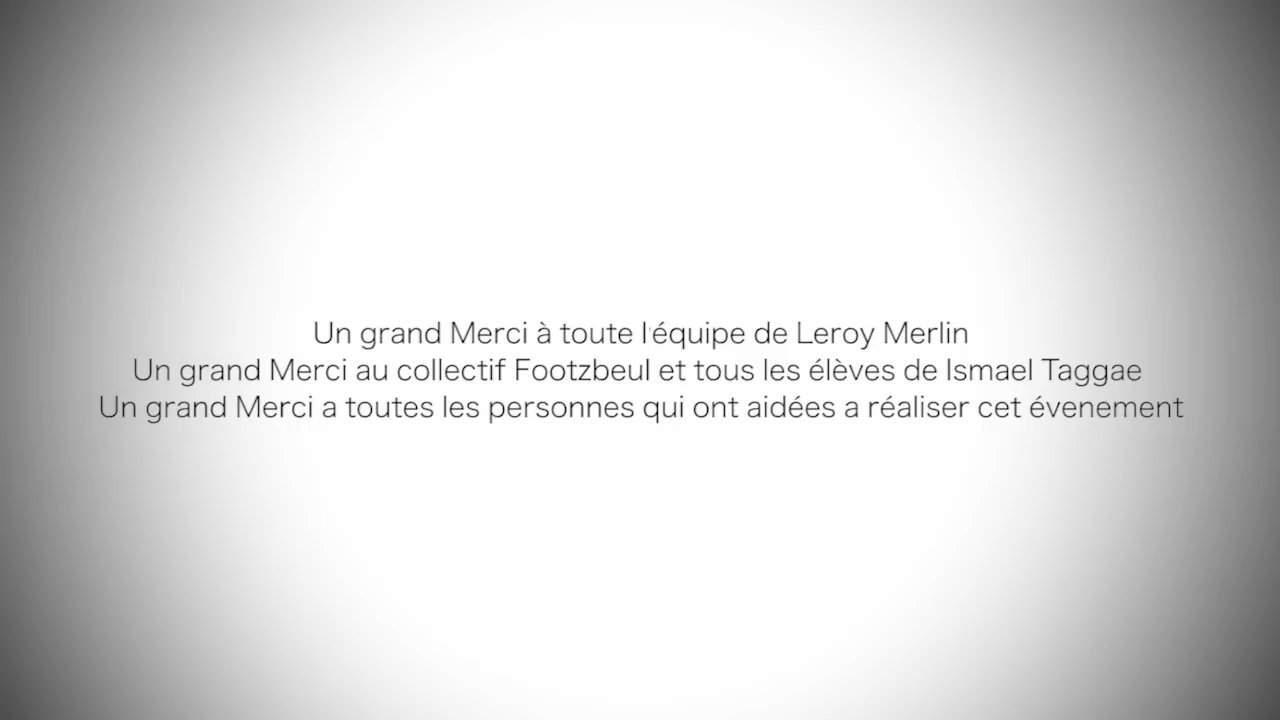 Un grand Merci à toute l'équipe de Leroy Merlin
Un grand Merci au collectif Footzbeul et tous les élèves de Ismael Taggae
Un grand Merci a toutes les personnes qui ont aidées a réaliser cet évenement